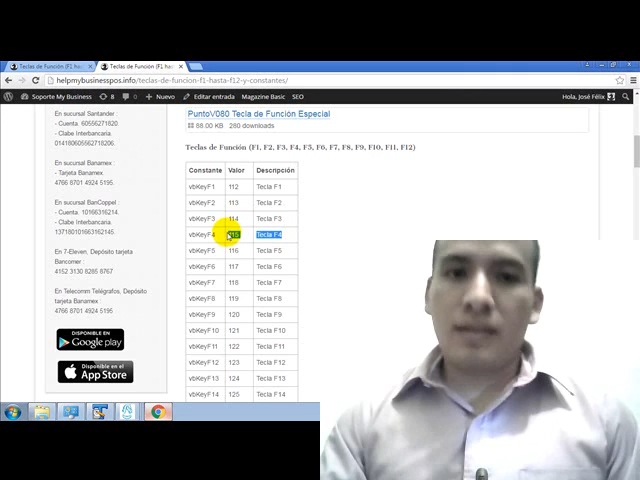 Teclas de Función (F1 ha
Teclas de Función (F1 hast
helpmybusinesspos.info/teclas-de-funcion-f1-hasta-f12-y-constantes/
Soporte My Business 8 Nuevo Editar entrada Magazine Basic SEO Hola, José Félix
En sucursal Santander :
- Cuenta. 60556271820.
- Clabe Interbancaria.
014180605562718206.
En sucursal Banamex :
- Tarjeta Banamex
4766 8701 4924 5195.
En sucursal BanCoppel :
- Cuenta: 10166316214.
- Clabe Interbancaria:
137180101663162145.
En 7-Eleven, Depósito tarjeta
Bancomer :
4152 3130 8285 8767
En Telecomm Telégrafos, Depósito
tarjeta Banamex :
4766 8701 4924 5195
DISPONIBLE EN
Google play
Disponible en el
App Store
PuntoV080 Tecla de Función Especial
88.00 KB 280 downloads
Teclas de Función (F1, F2, F3, F4, F5, F6, F7, F8, F9, F10, F11, F12)
Constante Valor Descripción
vbKeyF1 112 Tecla F1
vbKeyF2 113 Tecla F2
vbKeyF3 114 Tecla F3
vbKeyF4 115 Tecla F4
vbKeyF5 116 Tecla F5
vbKeyF6 117 Tecla F6
vbKeyF7 118 Tecla F7
vbKeyF8 119 Tecla F8
vbKeyF9 120 Tecla F9
vbKeyF10 121 Tecla F10
vbKeyF11 122 Tecla F11
vbKeyF12 123 Tecla F12
vbKeyF13 124 Tecla F13
vbKeyF14 125 Tecla F14